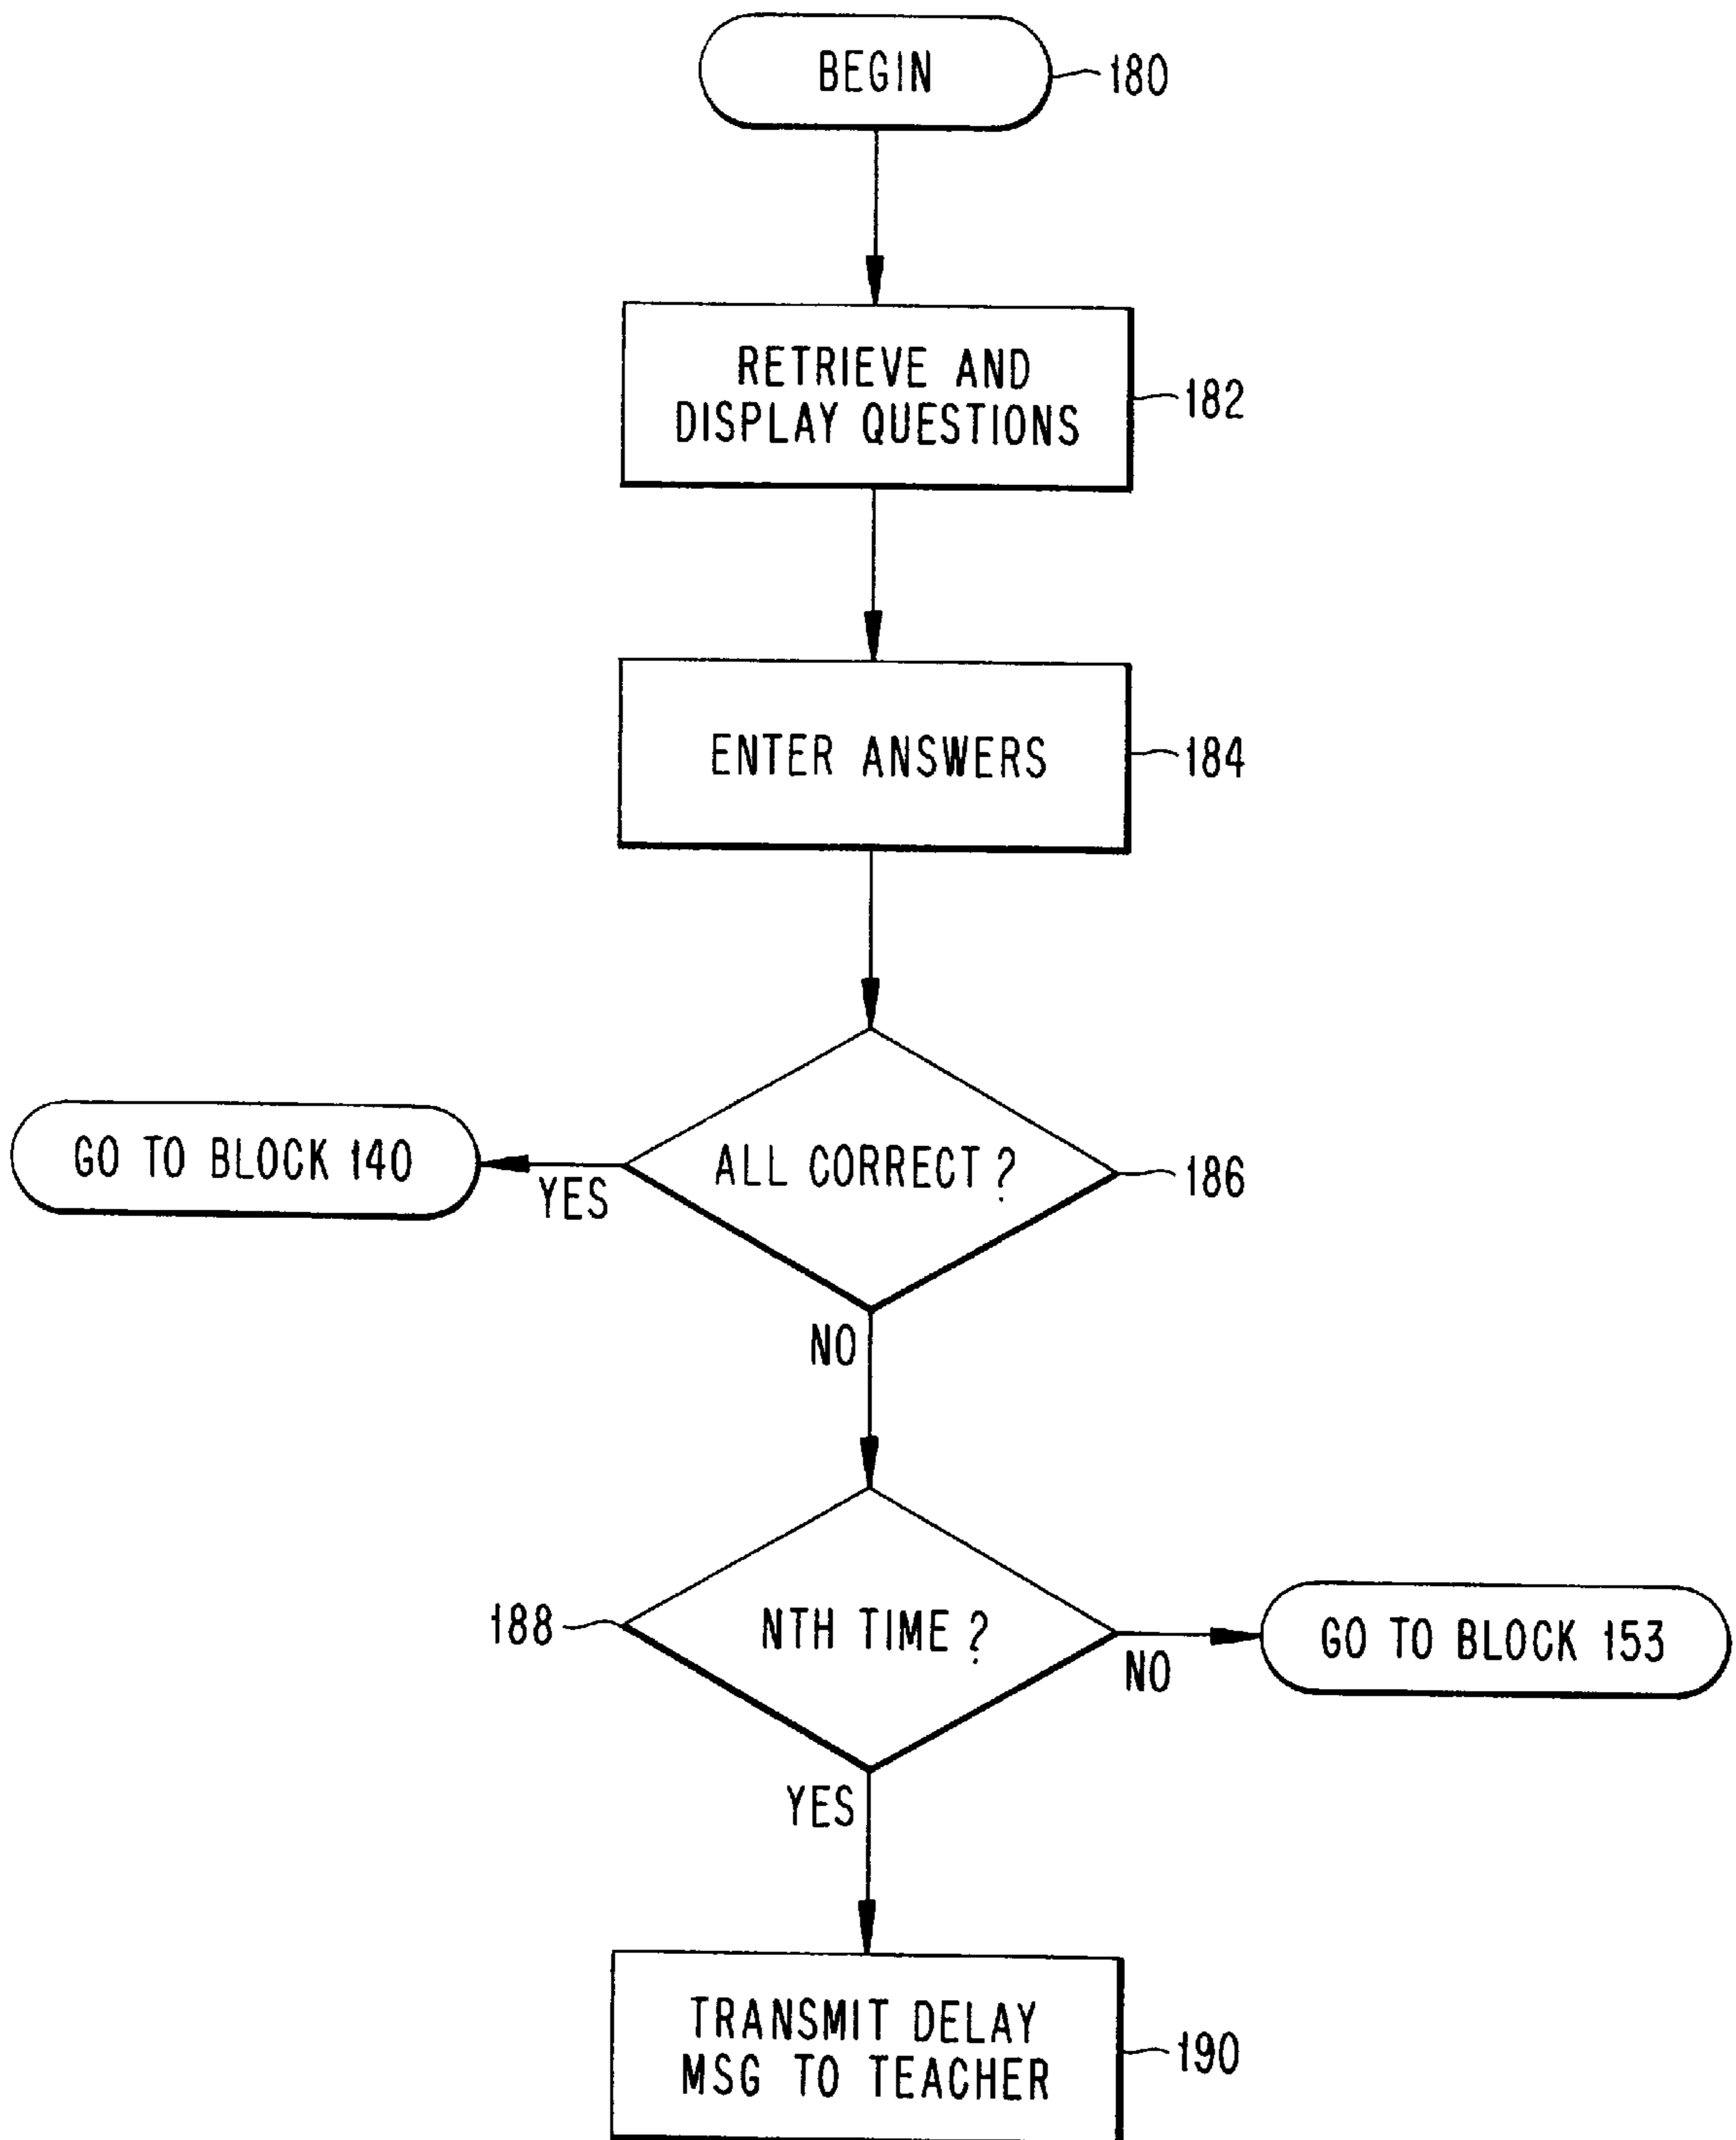 BEGIN
180
RETRIEVE AND
DISPLAY QUESTIONS
182
ENTER ANSWERS
184
ALL CORRECT?
186
YES
GO TO BLOCK 140
NO
NTH TIME?
188
NO
GO TO BLOCK 153
YES
TRANSMIT DELAY
MSG TO TEACHER
190